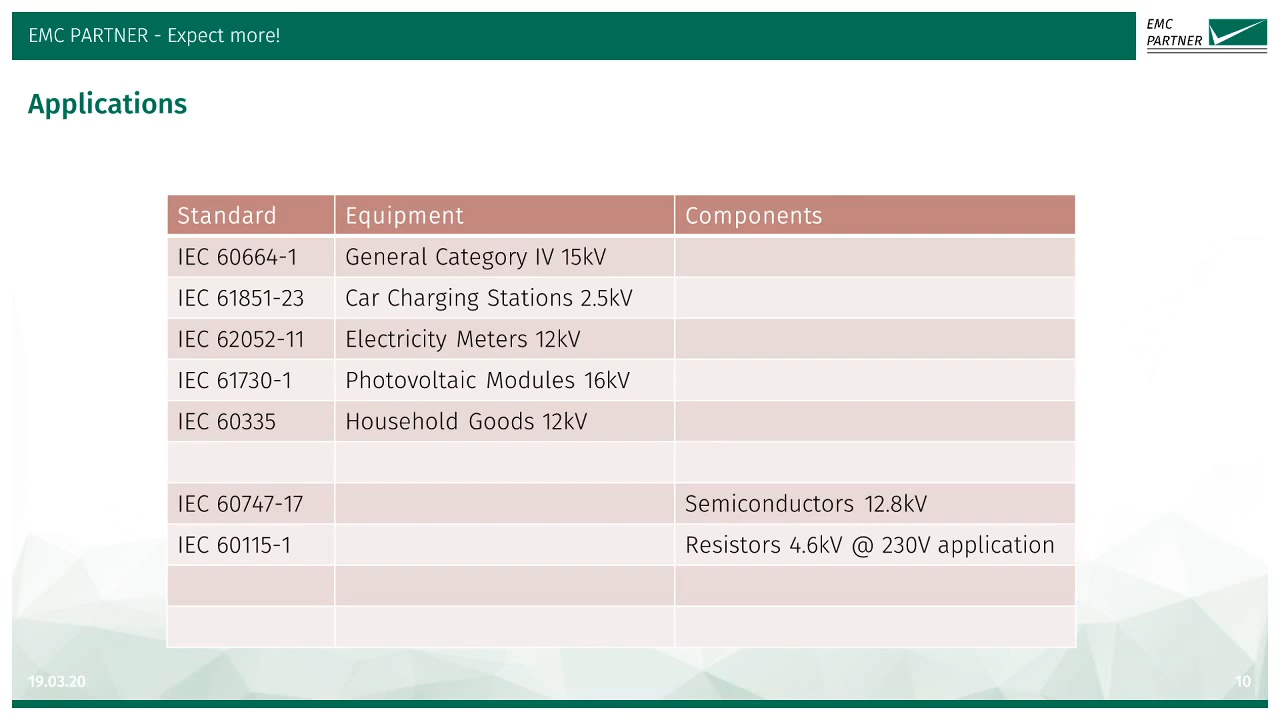 EMC PARTNER - Expect more!
EMC
PARTNER
Applications
Standard Equipment Components
IEC 60664-1 General Category IV 15kV
IEC 61851-23 Car Charging Stations 2.5kV
IEC 62052-11 Electricity Meters 12kV
IEC 61730-1 Photovoltaic Modules 16kV
IEC 60335 Household Goods 12kV
IEC 60747-17 Semiconductors 12.8kV
IEC 60115-1 Resistors 4.6kV @ 230V application
19.03.20 10